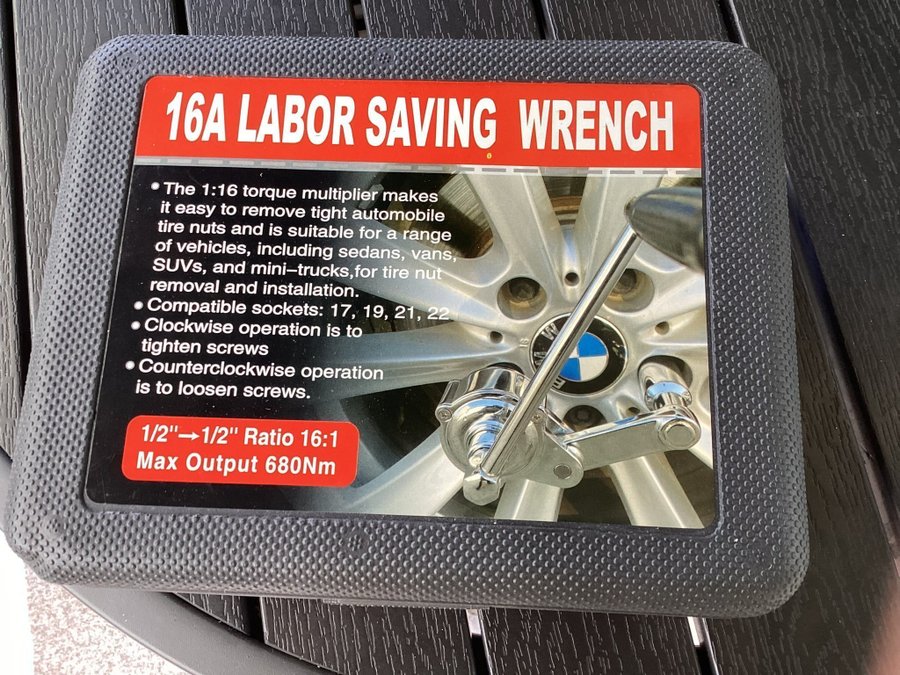 16A LABOR SAVING WRENCH
• The 1:16 torque multiplier makes
it easy to remove tight automobile
tire nuts and is suitable for a range
of vehicles, including sedans, vans,
SUVs, and mini-trucks,for tire nut
removal and installation.
• Compatible sockets: 17, 19, 21, 22
• Clockwise operation is to
tighten screws
• Counterclockwise operation
is to loosen screws.
1/2"→1/2" Ratio 16:1
Max Output 680Nm
BMW